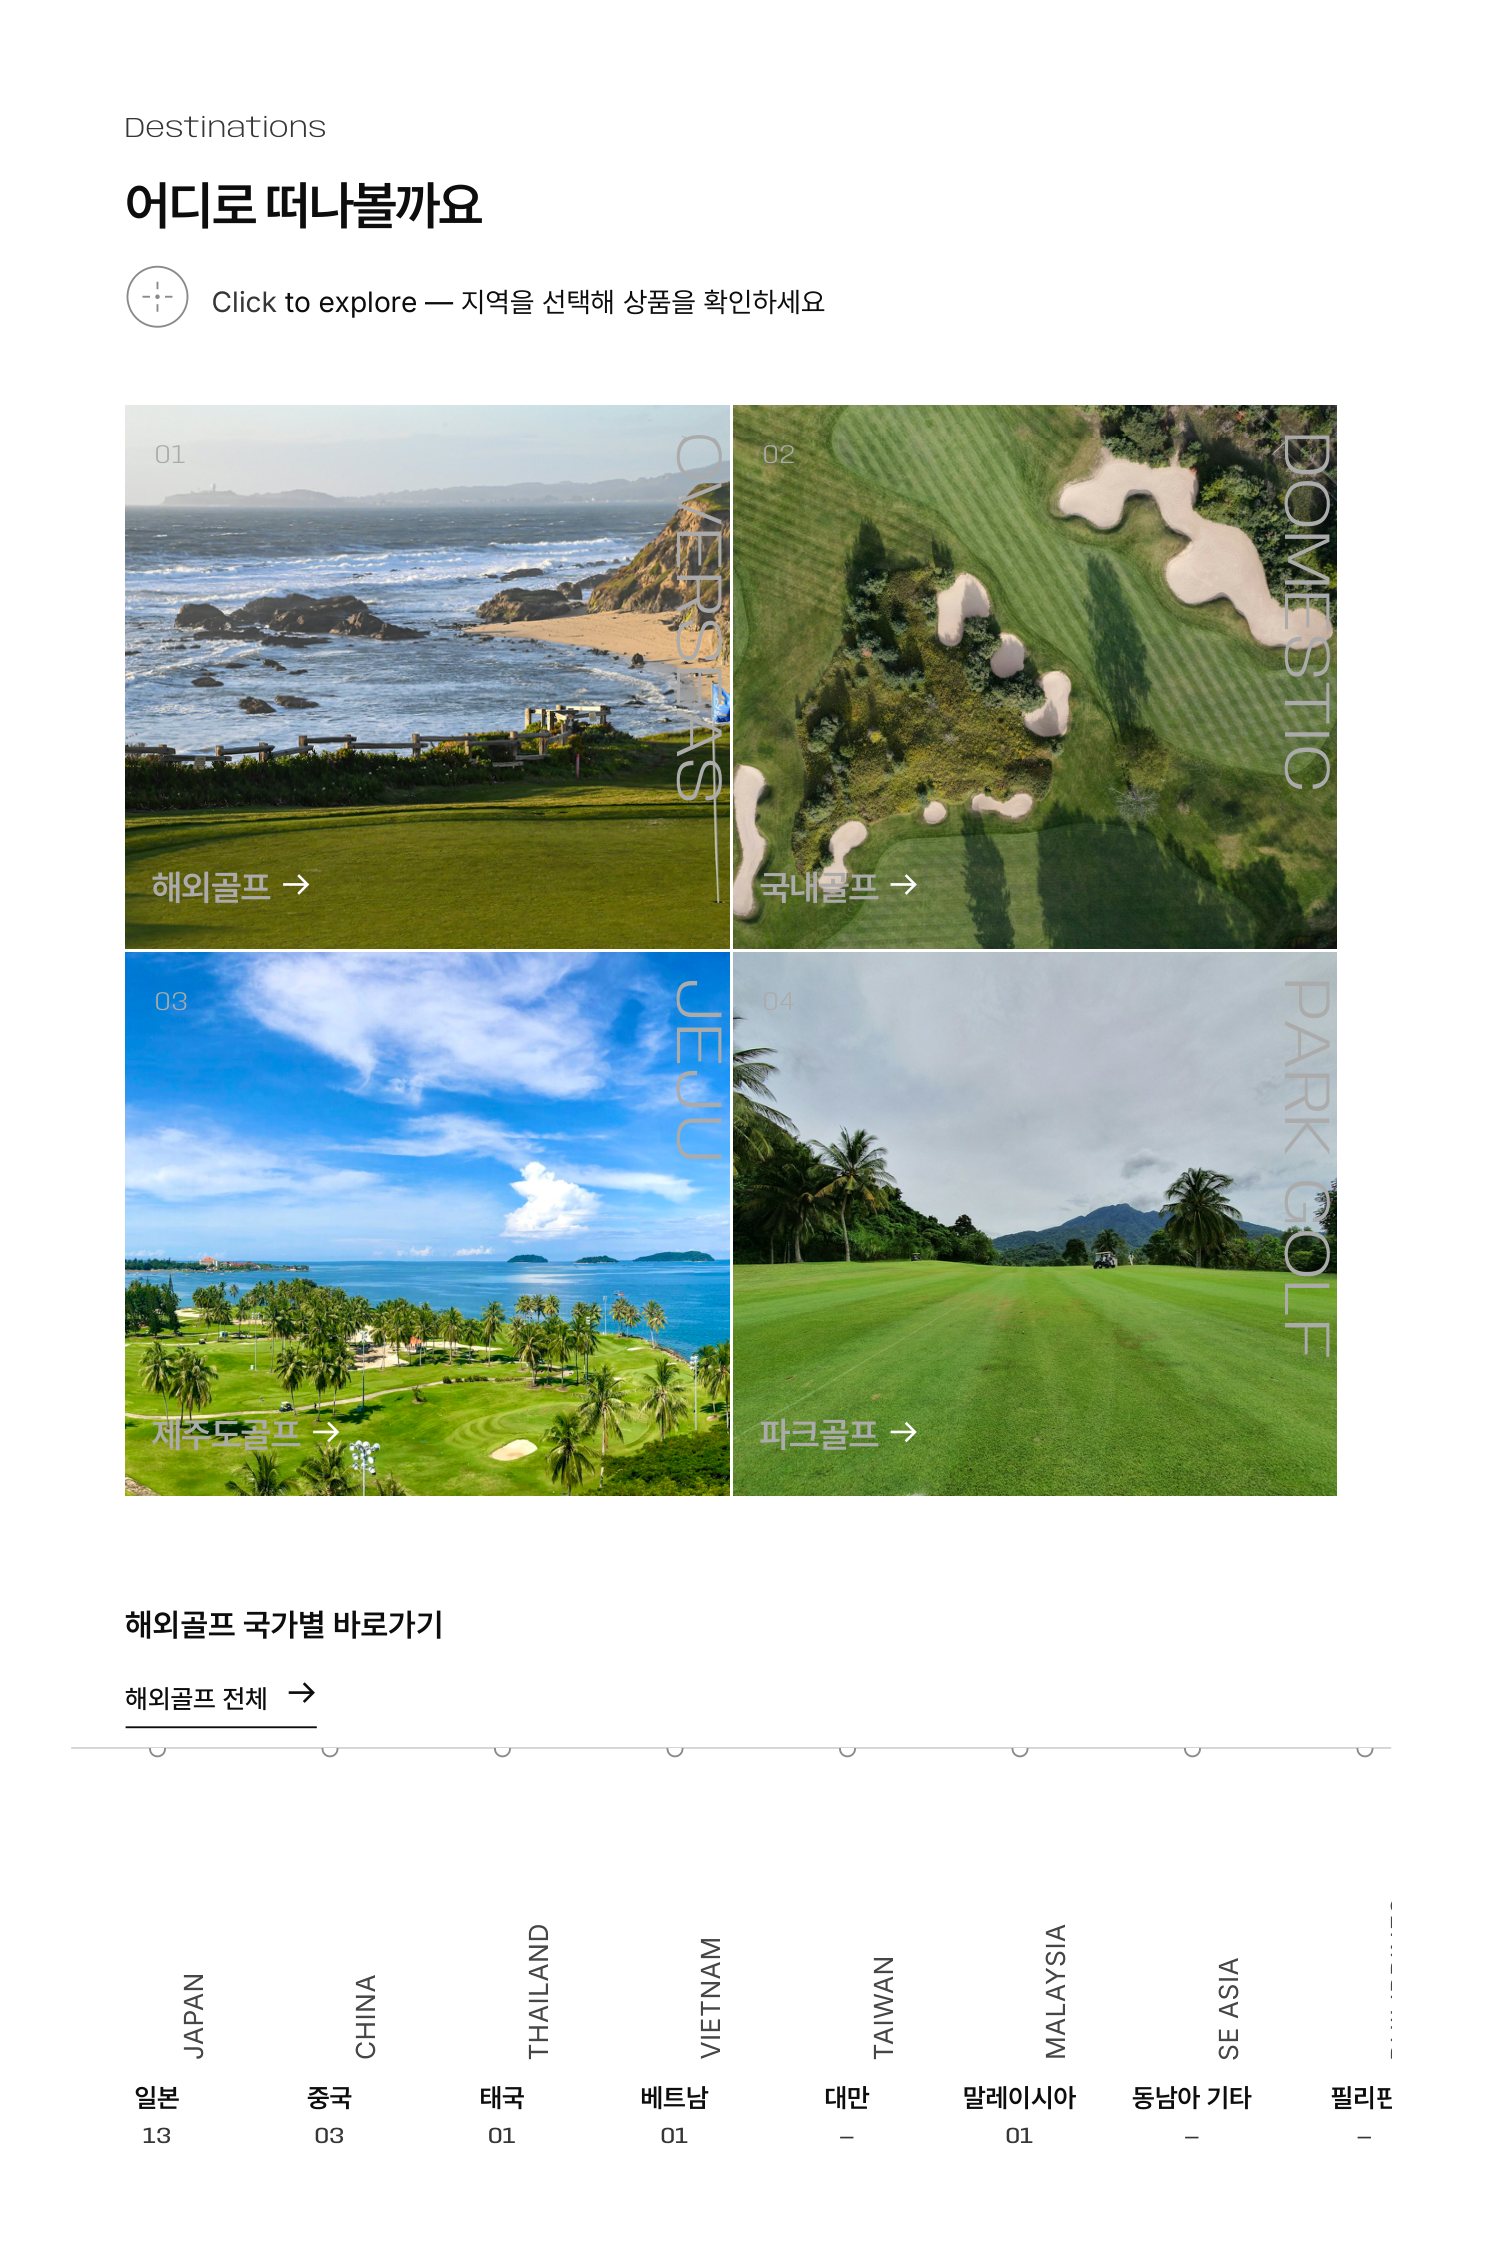 Destinations
어디로 떠나볼까요
Click to explore — 지역을 선택해 상품을 확인하세요
01
OVERSEAS
해외골프 →
02
DOMESTIC
국내골프 →
03
JEJU
제주도골프 →
04
PARK GOLF
파크골프 →
해외골프 국가별 바로가기
해외골프 전체 →
JAPAN
일본
13
CHINA
중국
03
THAILAND
태국
01
VIETNAM
베트남
01
TAIWAN
대만
–
MALAYSIA
말레이시아
01
SE ASIA
동남아 기타
–
–